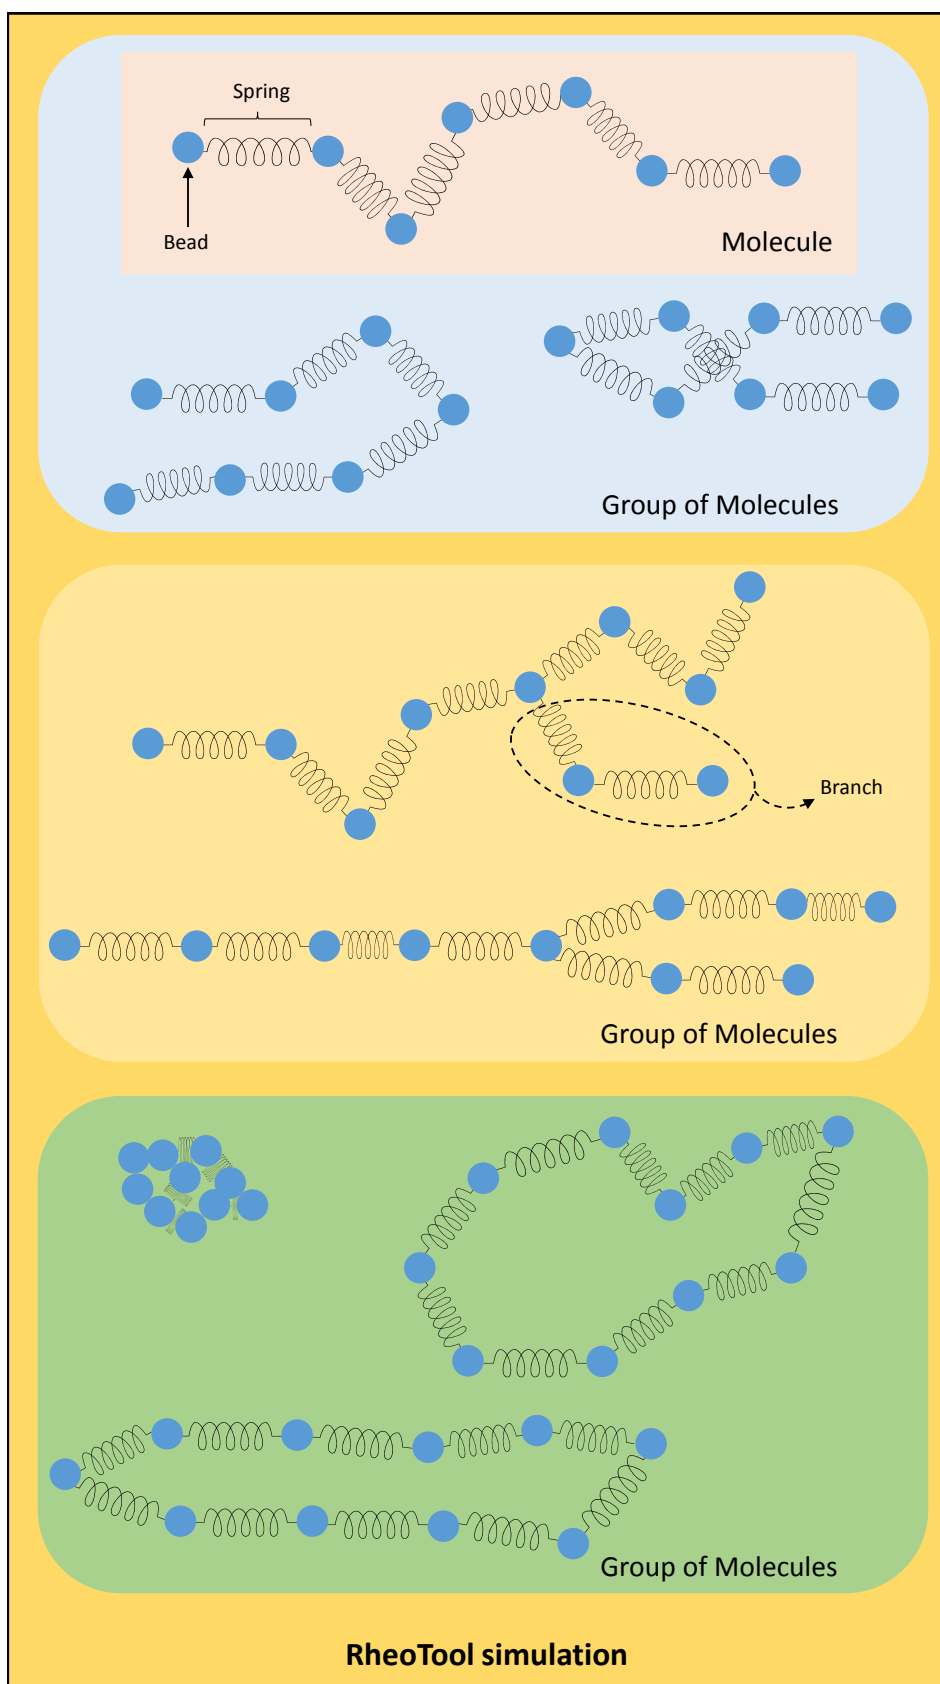 Spring
Bead
Molecule
Group of Molecules
Branch
Group of Molecules
Group of Molecules
RheoTool simulation